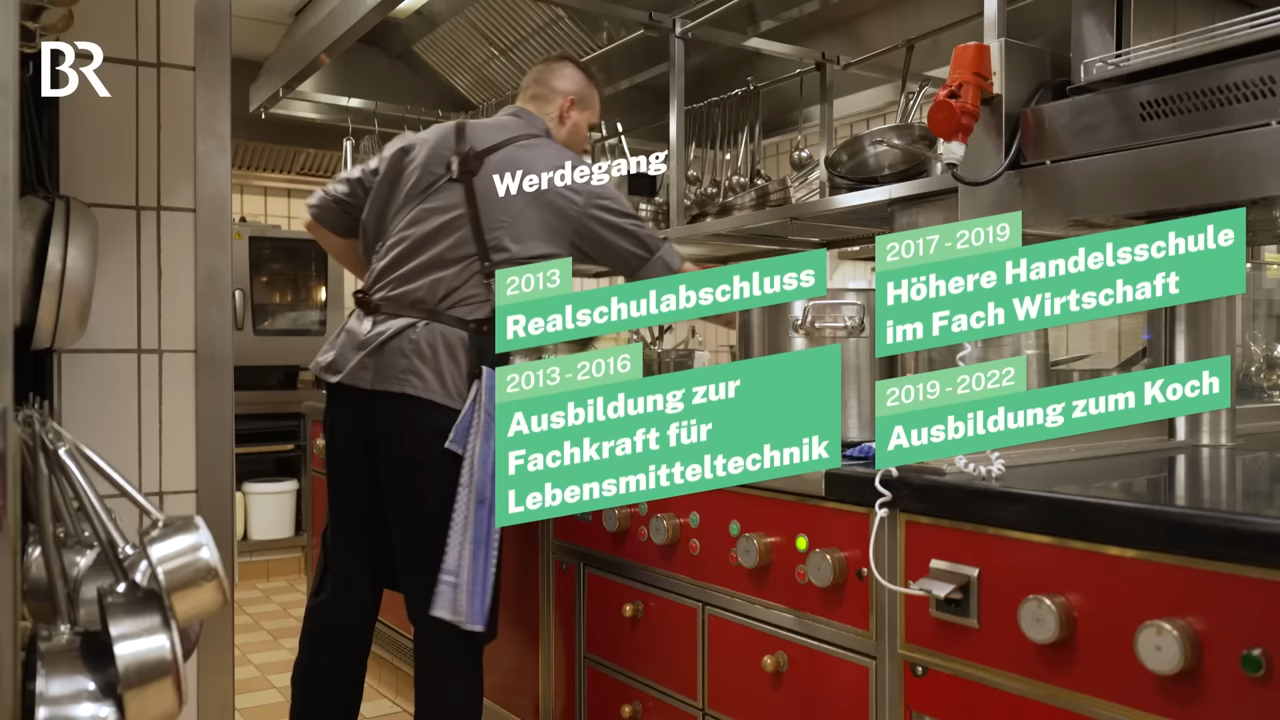 BR
Werdegang
2013
Realschulabschluss
2013 - 2016
Ausbildung zur
Fachkraft für
Lebensmitteltechnik
2017 - 2019
Höhere Handelsschule
im Fach Wirtschaft
2019 - 2022
Ausbildung zum Koch